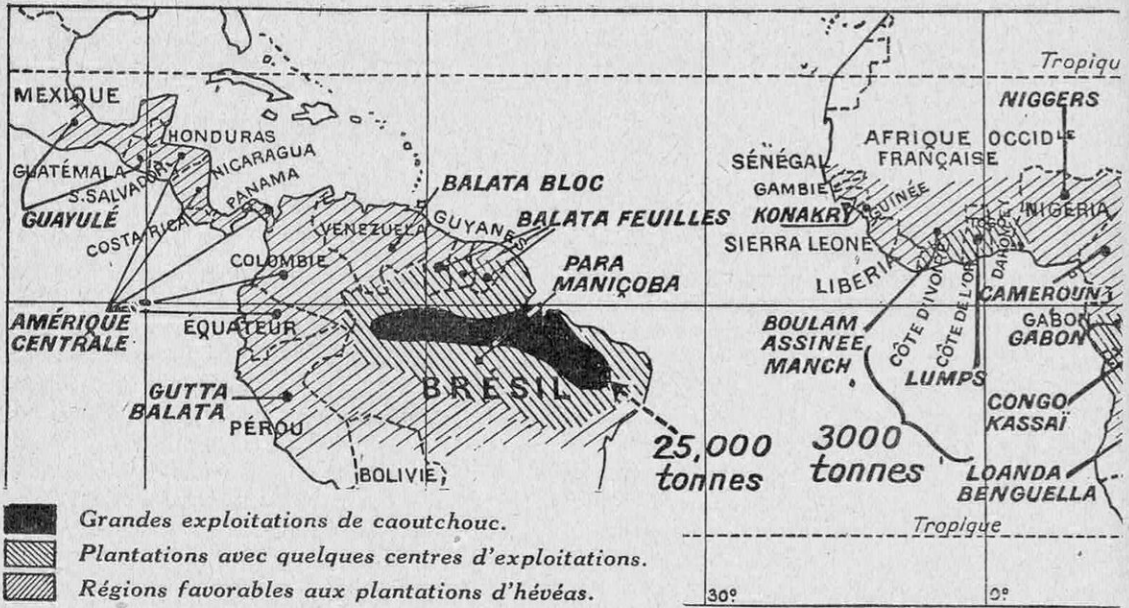 Tropiqu
MEXIQUE
NIGGERS
HONDURAS
AFRIQUE OCCIDLE
FRANÇAISE
GUATÉMALA
NICARAGUA
SÉNÉGAL
S.SALVADOR
PANAMA
BALATA BLOC
GAMBIE
GUAYULÉ
GUYANES
BALATA FEUILLES
KONAKRY
GUINÉE
NIGERIA
COSTA-RICA
VENEZUELA
SIERRA LEONE
DAHOMEY
COLOMBIE
PARA
MANIÇOBA
LIBERIA
CAMEROUN
AMÉRIQUE
CENTRALE
ÉQUATEUR
BOULAM
ASSINEE
MANCH
CÔTE D'IVOIRE
CÔTE DE L'OR
GABON
GABON
BRÉSIL
LUMPS
GUTTA
BALATA
CONGO
KASSAÏ
PÉROU
25,000
tonnes
3000
tonnes
BOLIVIE
LOANDA
BENGUELLA
Grandes exploitations de caoutchouc.
Tropique
Plantations avec quelques centres d'exploitations.
Régions favorables aux plantations d'hévéas.
30°
0°